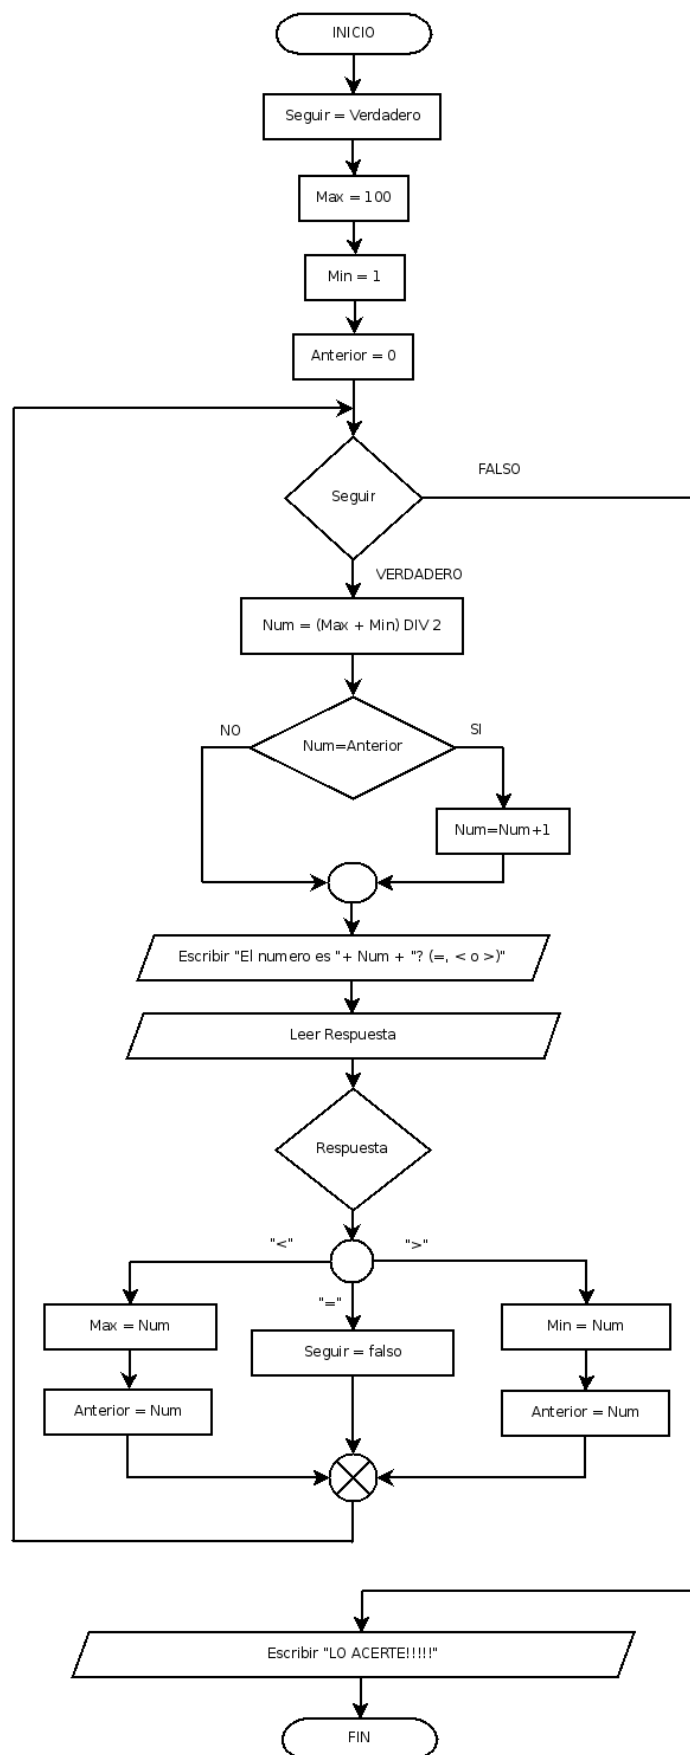 INICIO
Seguir = Verdadero
Max = 100
Min = 1
Anterior = 0
Seguir
FALSO
VERDADERO
Num = (Max + Min) DIV 2
NO
Num=Anterior
SI
Num=Num+1
Escribir "El numero es "+ Num + "? (=, < o >)"
Leer Respuesta
Respuesta
"<"
">"
"="
Max = Num
Seguir = falso
Min = Num
Anterior = Num
Anterior = Num
Escribir "LO ACERTE!!!!!"
FIN